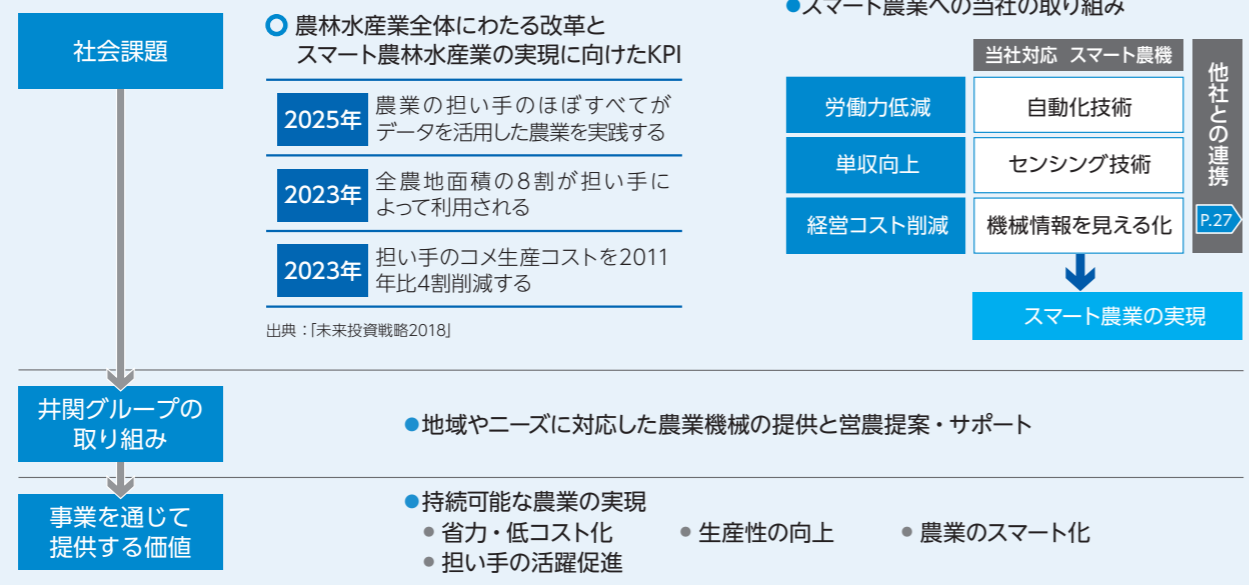 社会課題
農林水産業全体にわたる改革と
スマート農林水産業の実現に向けたKPI
2025年
農業の担い手のほぼすべてが
データを活用した農業を実践する
2023年
全農地面積の8割が担い手に
よって利用される
2023年
担い手のコメ生産コストを2011
年比4割削減する
出典：「未来投資戦略2018」
●スマート農業への当社の取り組み
当社対応 スマート農機
労働力低減
自動化技術
単収向上
センシング技術
経営コスト削減
機械情報を見える化
他社との連携
P.27
スマート農業の実現
井関グループの
取り組み
●地域やニーズに対応した農業機械の提供と営農提案・サポート
事業を通じて
提供する価値
●持続可能な農業の実現
●省力・低コスト化 ●生産性の向上 ●農業のスマート化
●担い手の活躍促進